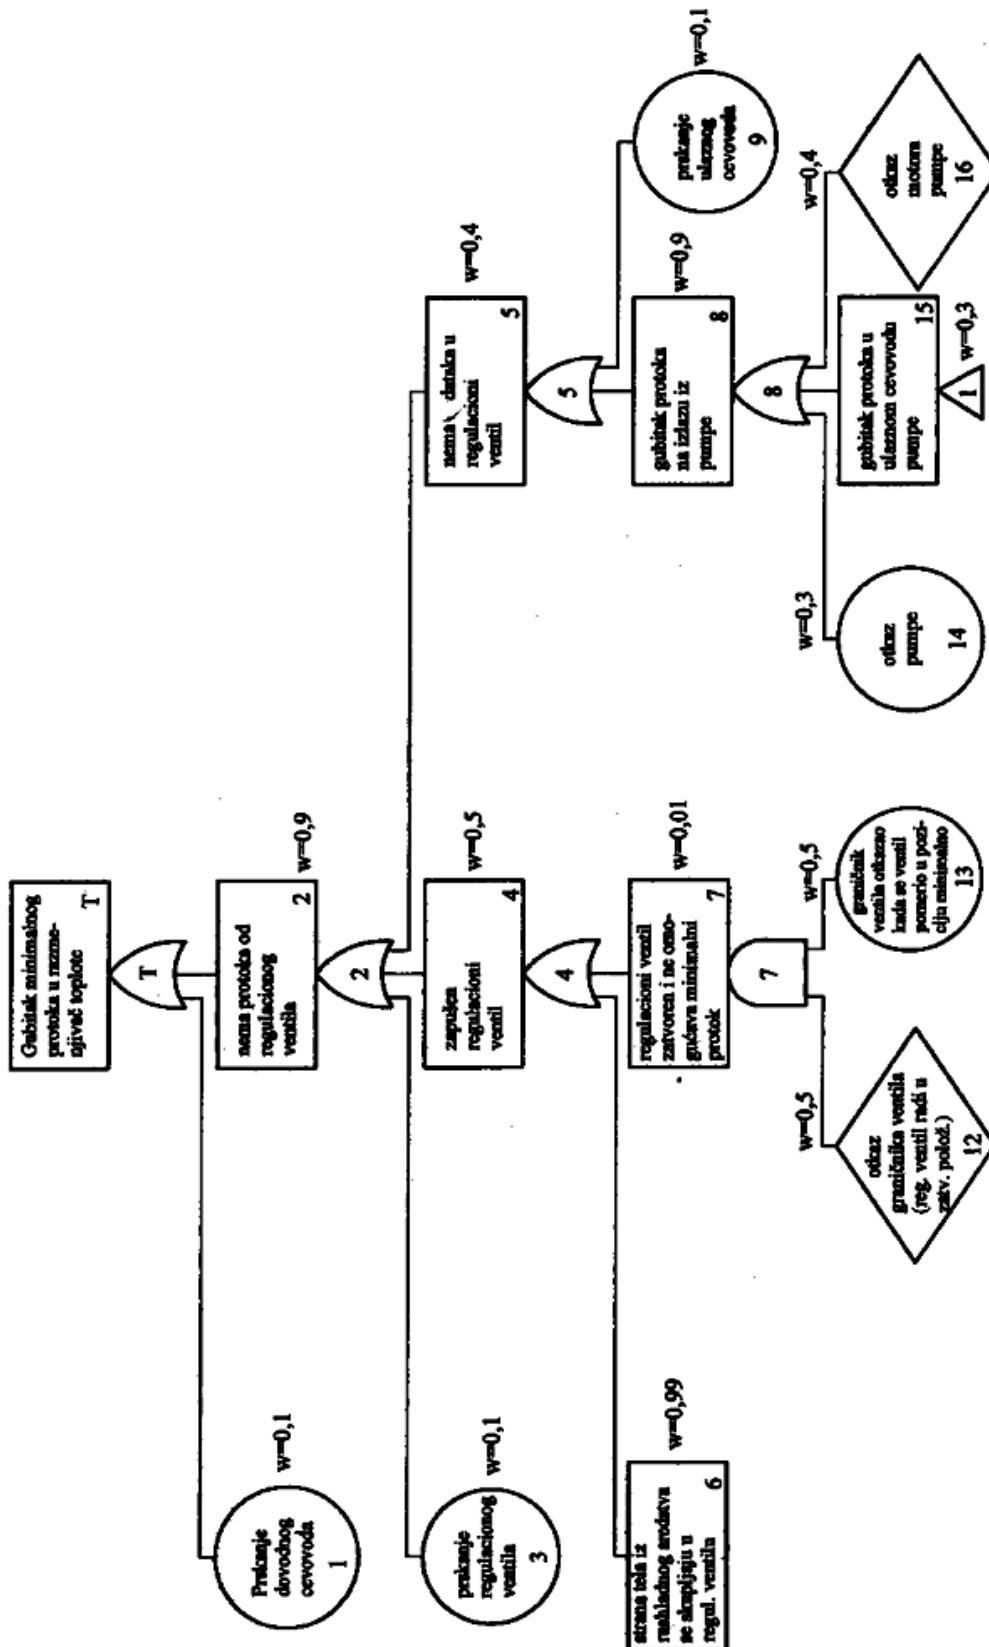 Gubitak minimalnog
protoka u razme-
njivač toplote
T
T
Prskanje
dovodnog
cevovoda
1
w=0,1
nema protoka od
regulacionog
ventila
2
w=0,9
2
prskanje
regulacionog
ventila
3
w=0,1
zapušen
regulacioni
ventil
4
w=0,5
4
nema dotoka u
regulacioni
ventil
5
w=0,4
5
strana tela iz
rashladnog sredstva
se skupljaju u
regul. ventilu
6
w=0,99
regulacioni ventil
zatvoren i ne omo-
gućava minimalni
protok
7
w=0,01
7
gubitak protoka
na izlazu iz
pumpe
8
w=0,9
8
prskanje
ulaznog
cevovoda
9
w=0,1
otkaz
graničnika ventila
(reg. ventil radi u
zatv. polož.)
12
w=0,5
graničnik
ventila otkazao
kada se ventil
pomerio u pozi-
ciju minimalno
13
w=0,5
otkaz
pumpe
14
w=0,3
gubitak protoka u
ulaznom cevovodu
pumpe
15
1
w=0,3
otkaz
motora
pumpe
16
w=0,4